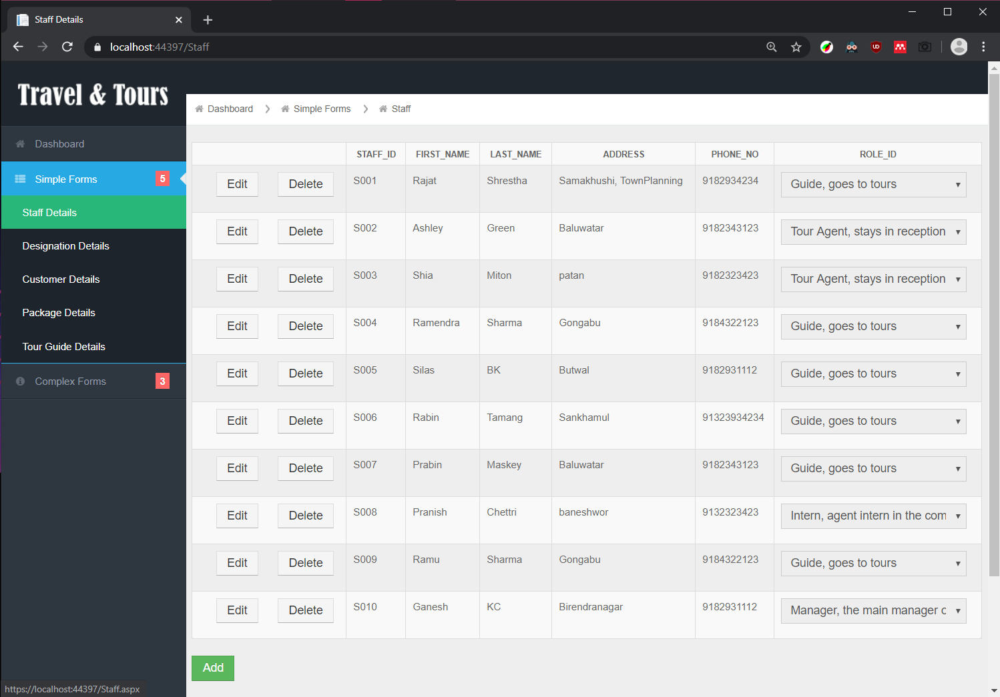 Staff Details
localhost:44397/Staff
Travel & Tours
Dashboard Simple Forms Staff
Dashboard
Simple Forms 5
Staff Details
Designation Details
Customer Details
Package Details
Tour Guide Details
Complex Forms 3
STAFF_ID FIRST_NAME LAST_NAME ADDRESS PHONE_NO ROLE_ID
Edit Delete S001 Rajat Shrestha Samakhushi, TownPlanning 9182934234 Guide, goes to tours
Edit Delete S002 Ashley Green Baluwatar 9182343123 Tour Agent, stays in reception
Edit Delete S003 Shia Miton patan 9182323423 Tour Agent, stays in reception
Edit Delete S004 Ramendra Sharma Gongabu 9184322123 Guide, goes to tours
Edit Delete S005 Silas BK Butwal 9182931112 Guide, goes to tours
Edit Delete S006 Rabin Tamang Sankhamul 91323934234 Guide, goes to tours
Edit Delete S007 Prabin Maskey Baluwatar 9182343123 Guide, goes to tours
Edit Delete S008 Pranish Chettri baneshwor 9132323423 Intern, agent intern in the com
Edit Delete S009 Ramu Sharma Gongabu 9184322123 Guide, goes to tours
Edit Delete S010 Ganesh KC Birendranagar 9182931112 Manager, the main manager c
Add
https://localhost:44397/Staff.aspx